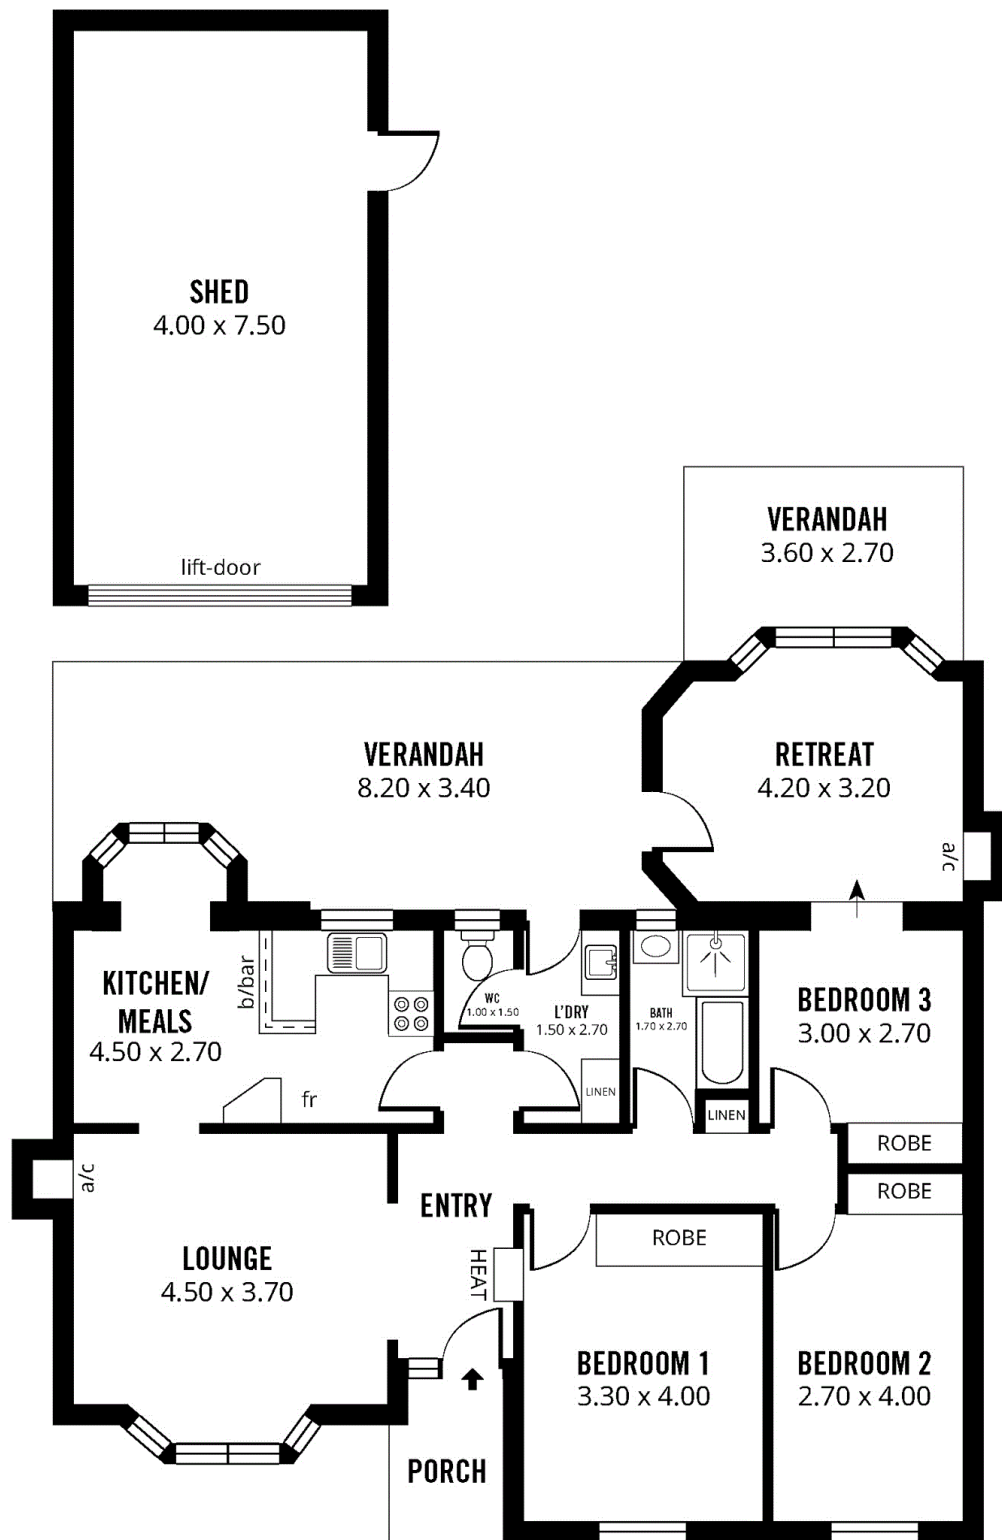 SHED
4.00 x 7.50
lift-door
VERANDAH
3.60 x 2.70
VERANDAH
8.20 x 3.40
RETREAT
4.20 x 3.20
a/c
KITCHEN/
MEALS
4.50 x 2.70
b/bar
fr
WC
1.00 x 1.50
L'DRY
1.50 x 2.70
LINEN
BATH
1.70 x 2.70
LINEN
BEDROOM 3
3.00 x 2.70
ROBE
ROBE
a/c
LOUNGE
4.50 x 3.70
ENTRY
HEAT
ROBE
BEDROOM 1
3.30 x 4.00
BEDROOM 2
2.70 x 4.00
PORCH